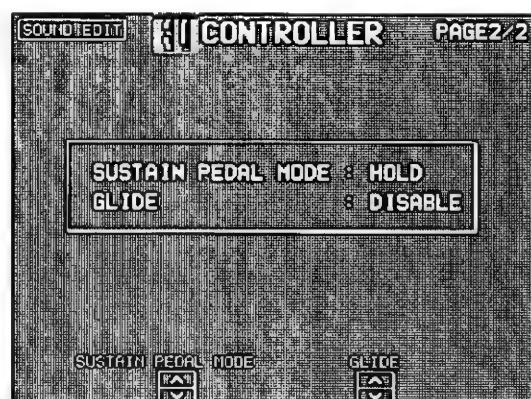 SOUND EDIT
CONTROLLER
PAGE2/2
SUSTAIN PEDAL MODE : HOLD
GLIDE : DISABLE
SUSTAIN PEDAL MODE
GLIDE